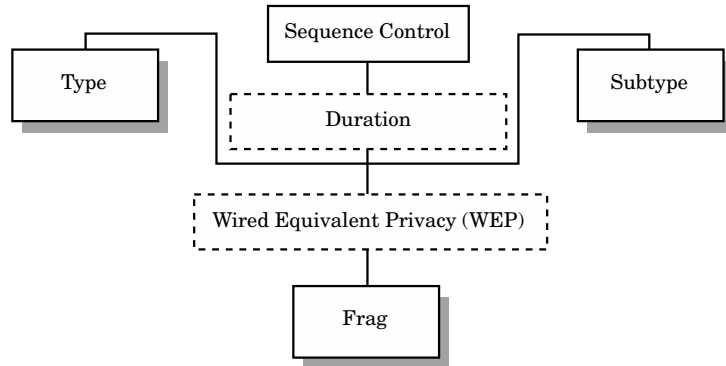 Sequence Control
Type
Subtype
Duration
Wired Equivalent Privacy (WEP)
Frag